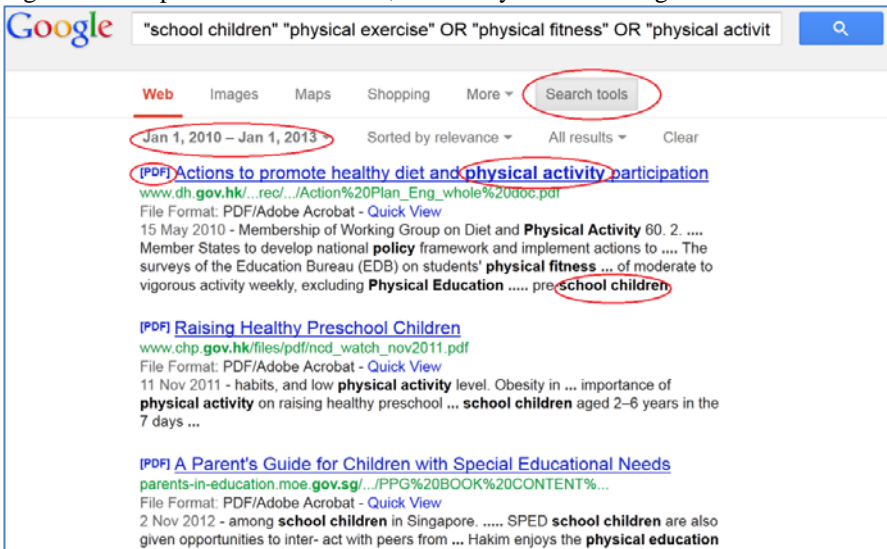 Google "school children" "physical exercise" OR "physical fitness" OR "physical activit
Web Images Maps Shopping More Search tools
Jan 1, 2010 – Jan 1, 2013 Sorted by relevance All results Clear
[PDF] Actions to promote healthy diet and physical activity participation
www.dh.gov.hk/...rec/.../Action%20Plan_Eng_whole%20doc.pdf
File Format: PDF/Adobe Acrobat - Quick View
15 May 2010 - Membership of Working Group on Diet and Physical Activity 60. 2. ....
Member States to develop national policy framework and implement actions to .... The
surveys of the Education Bureau (EDB) on students' physical fitness ... of moderate to
vigorous activity weekly, excluding Physical Education ..... pre-school children
[PDF] Raising Healthy Preschool Children
www.chp.gov.hk/files/pdf/ncd_watch_nov2011.pdf
File Format: PDF/Adobe Acrobat - Quick View
11 Nov 2011 - habits, and low physical activity level. Obesity in ... importance of
physical activity on raising healthy preschool ... school children aged 2–6 years in the
7 days ...
[PDF] A Parent's Guide for Children with Special Educational Needs
parents-in-education.moe.gov.sg/.../PPG%20BOOK%20CONTENT%...
File Format: PDF/Adobe Acrobat - Quick View
2 Nov 2012 - among school children in Singapore. ..... SPED school children are also
given opportunities to inter- act with peers from ... Hakim enjoys the physical education